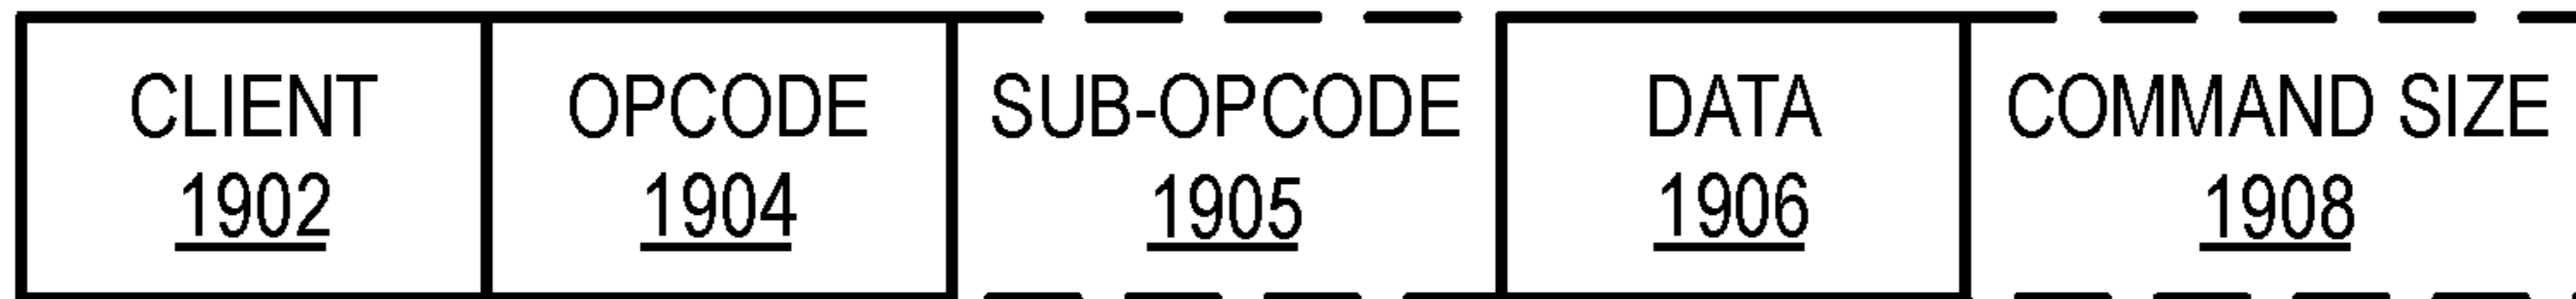 CLIENT OPCODE SUB-OPCODE DATA COMMAND SIZE
1902 1904 1905 1906 1908